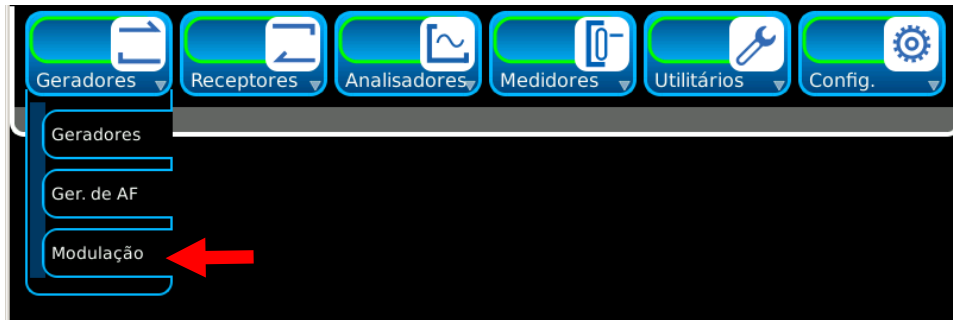 Geradores Receptores Analisadores Medidores Utilitários Config.
Geradores
Ger. de AF
Modulação